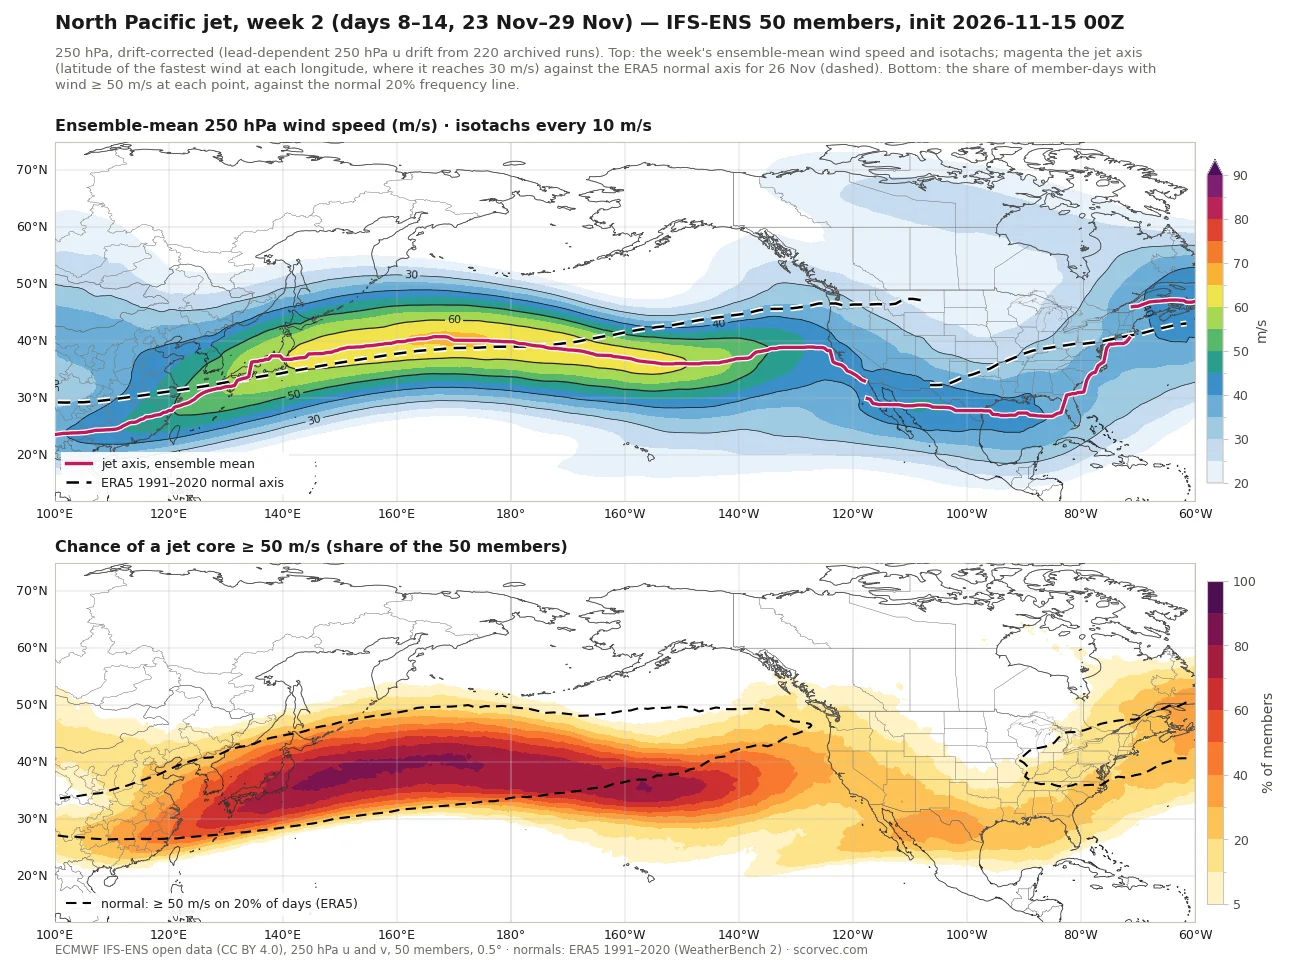 North Pacific jet, week 2 (days 8–14, 23 Nov–29 Nov) — IFS-ENS 50 members, init 2026-11-15 00Z
250 hPa, drift-corrected (lead-dependent 250 hPa u drift from 220 archived runs). Top: the week's ensemble-mean wind speed and isotachs; magenta the jet axis
(latitude of the fastest wind at each longitude, where it reaches 30 m/s) against the ERA5 normal axis for 26 Nov (dashed). Bottom: the share of member-days with
wind ≥ 50 m/s at each point, against the normal 20% frequency line.
Ensemble-mean 250 hPa wind speed (m/s) · isotachs every 10 m/s
70°N
60°N
50°N
40°N
30°N
20°N
30
60
40
50
30
jet axis, ensemble mean
ERA5 1991–2020 normal axis
100°E 120°E 140°E 160°E 180° 160°W 140°W 120°W 100°W 80°W 60°W
90
80
70
60
50
40
30
20
m/s
Chance of a jet core ≥ 50 m/s (share of the 50 members)
70°N
60°N
50°N
40°N
30°N
20°N
normal: ≥ 50 m/s on 20% of days (ERA5)
100°E 120°E 140°E 160°E 180° 160°W 140°W 120°W 100°W 80°W 60°W
100
80
60
40
20
5
% of members
ECMWF IFS-ENS open data (CC BY 4.0), 250 hPa u and v, 50 members, 0.5° · normals: ERA5 1991–2020 (WeatherBench 2) · scorvec.com